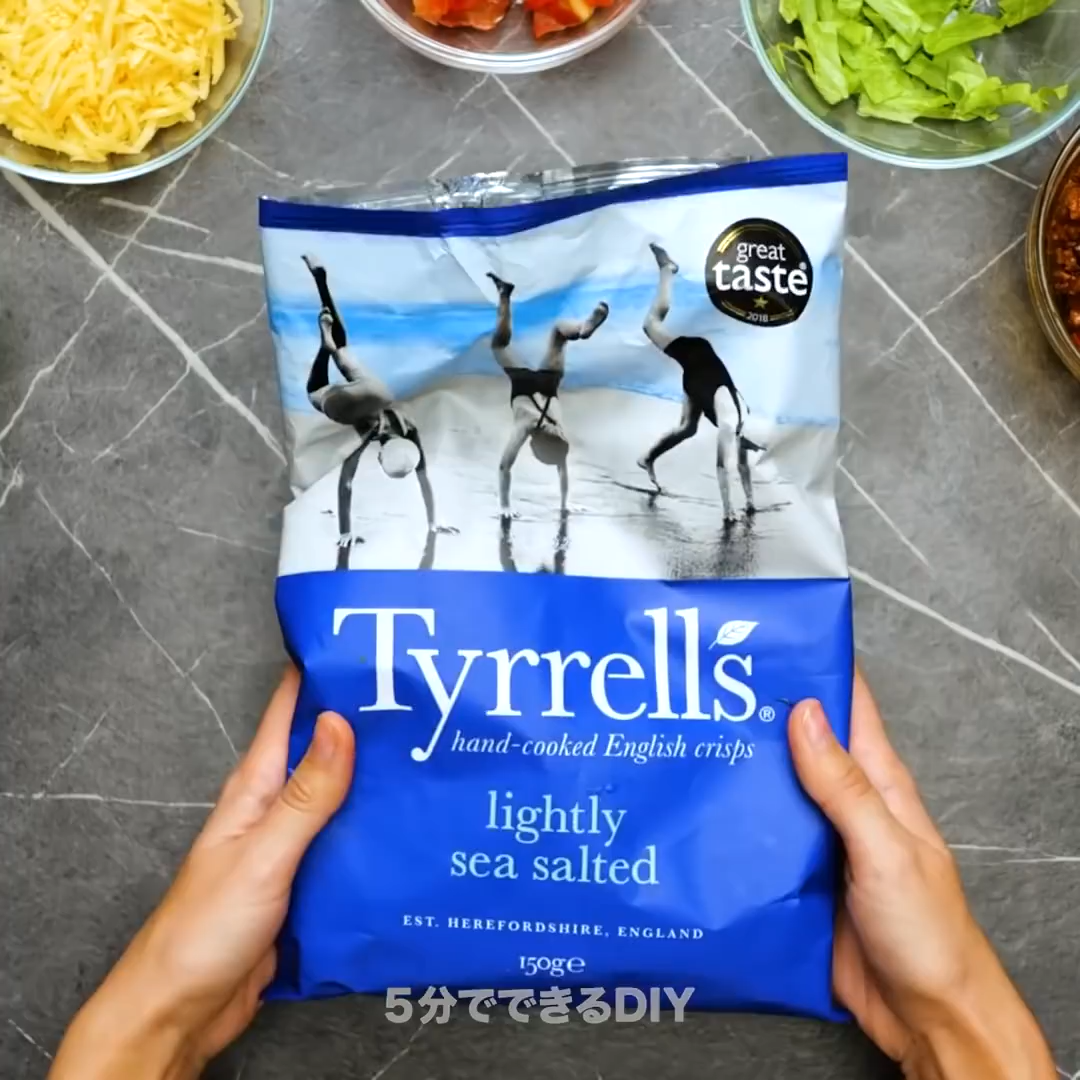 great
taste®
2018
Tyrrell's®
hand-cooked English crisps
lightly
sea salted
EST. HEREFORDSHIRE, ENGLAND
150g℮
5分でできるDIY